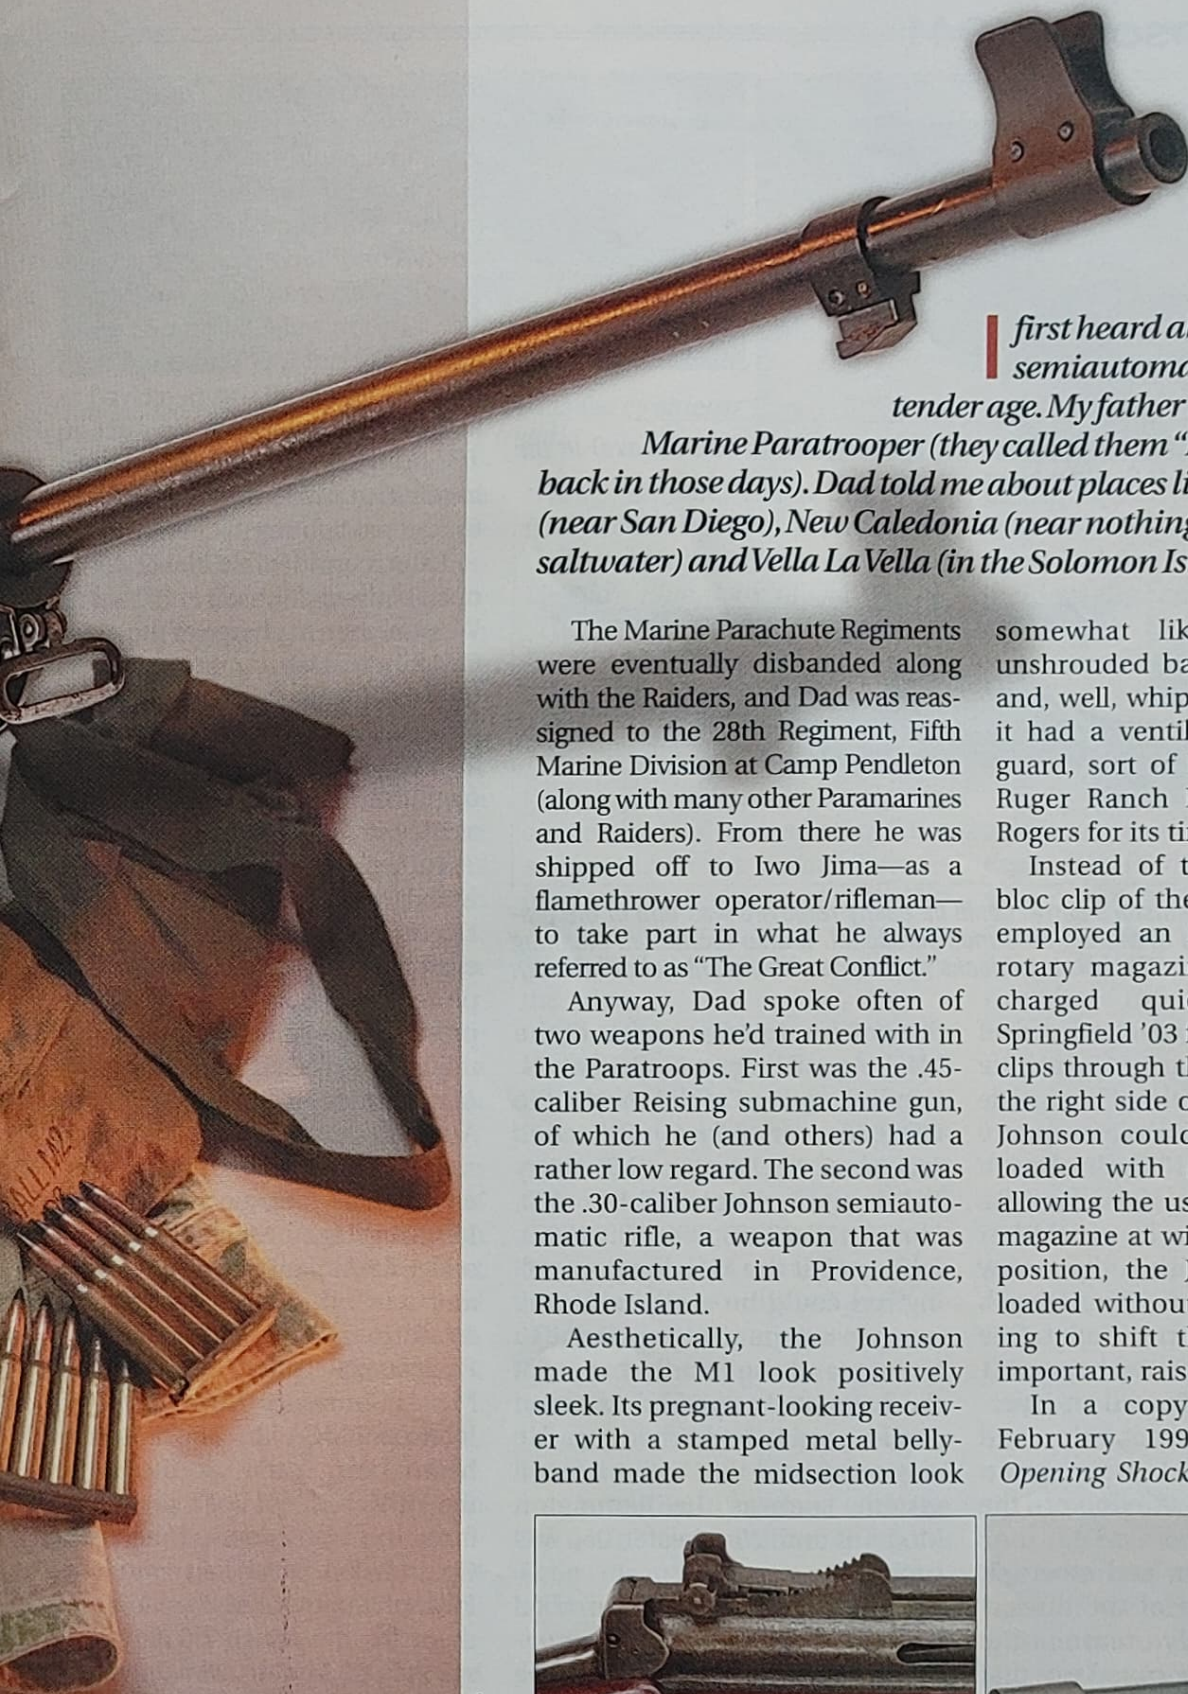 I first heard
semiautoma
tender age. My father
Marine Paratrooper (they called them “
back in those days). Dad told me about places li
(near San Diego), New Caledonia (near nothing
saltwater) and Vella La Vella (in the Solomon Is
The Marine Parachute Regiments
were eventually disbanded along
with the Raiders, and Dad was reas-
signed to the 28th Regiment, Fifth
Marine Division at Camp Pendleton
(along with many other Paramarines
and Raiders). From there he was
shipped off to Iwo Jima—as a
flamethrower operator/rifleman—
to take part in what he always
referred to as “The Great Conflict.”
Anyway, Dad spoke often of
two weapons he’d trained with in
the Paratroops. First was the .45-
caliber Reising submachine gun,
of which he (and others) had a
rather low regard. The second was
the .30-caliber Johnson semiauto-
matic rifle, a weapon that was
manufactured in Providence,
Rhode Island.
Aesthetically, the Johnson
made the M1 look positively
sleek. Its pregnant-looking receiv-
er with a stamped metal belly-
band made the midsection look
somewhat lik
unshrouded ba
and, well, whip
it had a ventil
guard, sort of
Ruger Ranch
Rogers for its ti
Instead of t
bloc clip of the
employed an
rotary magazi
charged qui
Springfield ’03
clips through t
the right side o
Johnson could
loaded with
allowing the us
magazine at wi
position, the
loaded withou
ing to shift t
important, rais
In a copy
February 199
Opening Shock
BALL M2